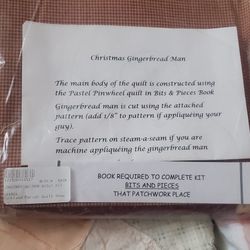 Christmas Gingerbread Man
The main body of the quilt is constructed using
the Pastel Pinwheel quilt in Bits & Pieces Book
Gingerbread man is cut using the attached
pattern (add 1/8" to pattern if appliqueing your
guy).
Trace pattern on steam-a-seam if you are
machine appliqueing the gingerbread man
BOOK REQUIRED TO COMPLETE KIT
BITS AND PIECES
THAT PATCHWORK PLACE